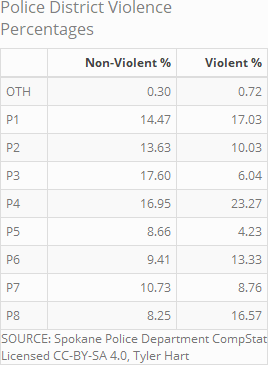 Police District Violence
Percentages
Non-Violent % Violent %
OTH 0.30 0.72
P1 14.47 17.03
P2 13.63 10.03
P3 17.60 6.04
P4 16.95 23.27
P5 8.66 4.23
P6 9.41 13.33
P7 10.73 8.76
P8 8.25 16.57
SOURCE: Spokane Police Department CompStat
Licensed CC-BY-SA 4.0, Tyler Hart